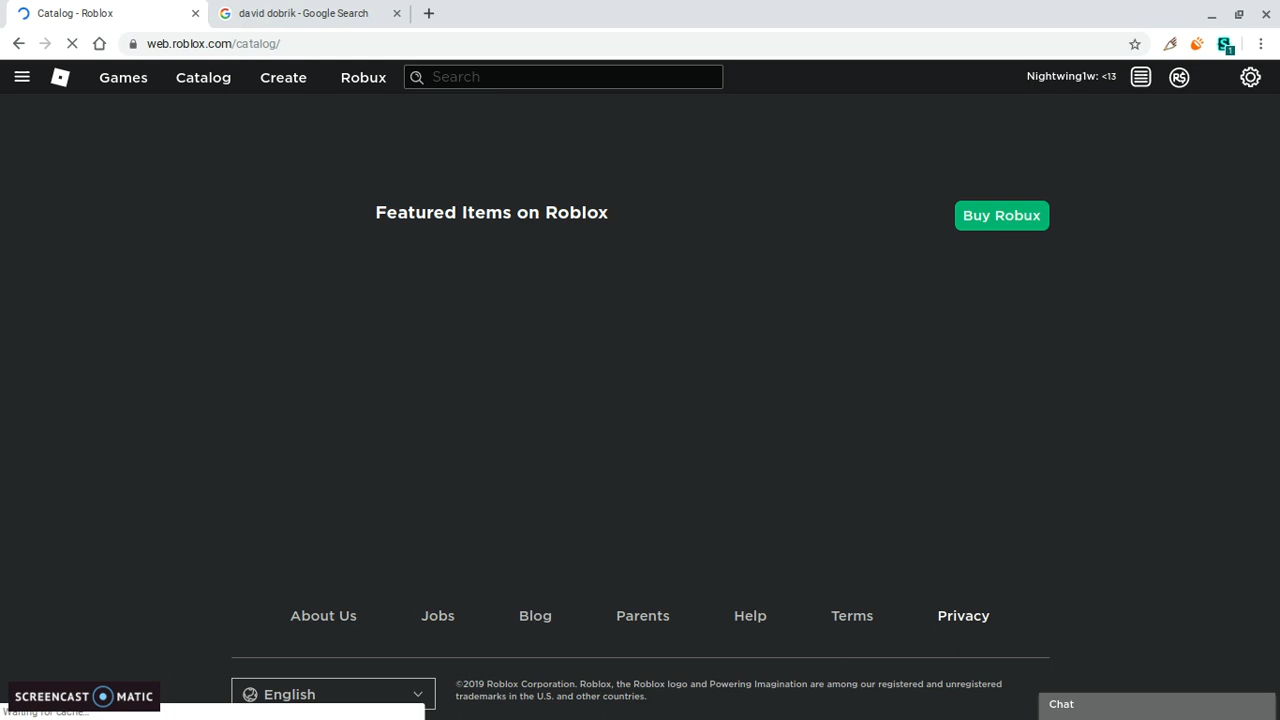 Catalog - Roblox
david dobrik - Google Search
web.roblox.com/catalog/
1
Games
Catalog
Create
Robux
Search
Nightwing1w: <13
Featured Items on Roblox
Buy Robux
About Us
Jobs
Blog
Parents
Help
Terms
Privacy
English
©2019 Roblox Corporation. Roblox, the Roblox logo and Powering Imagination are among our registered and unregistered
trademarks in the U.S. and other countries.
Chat
SCREENCAST MATIC
Waiting for cache...